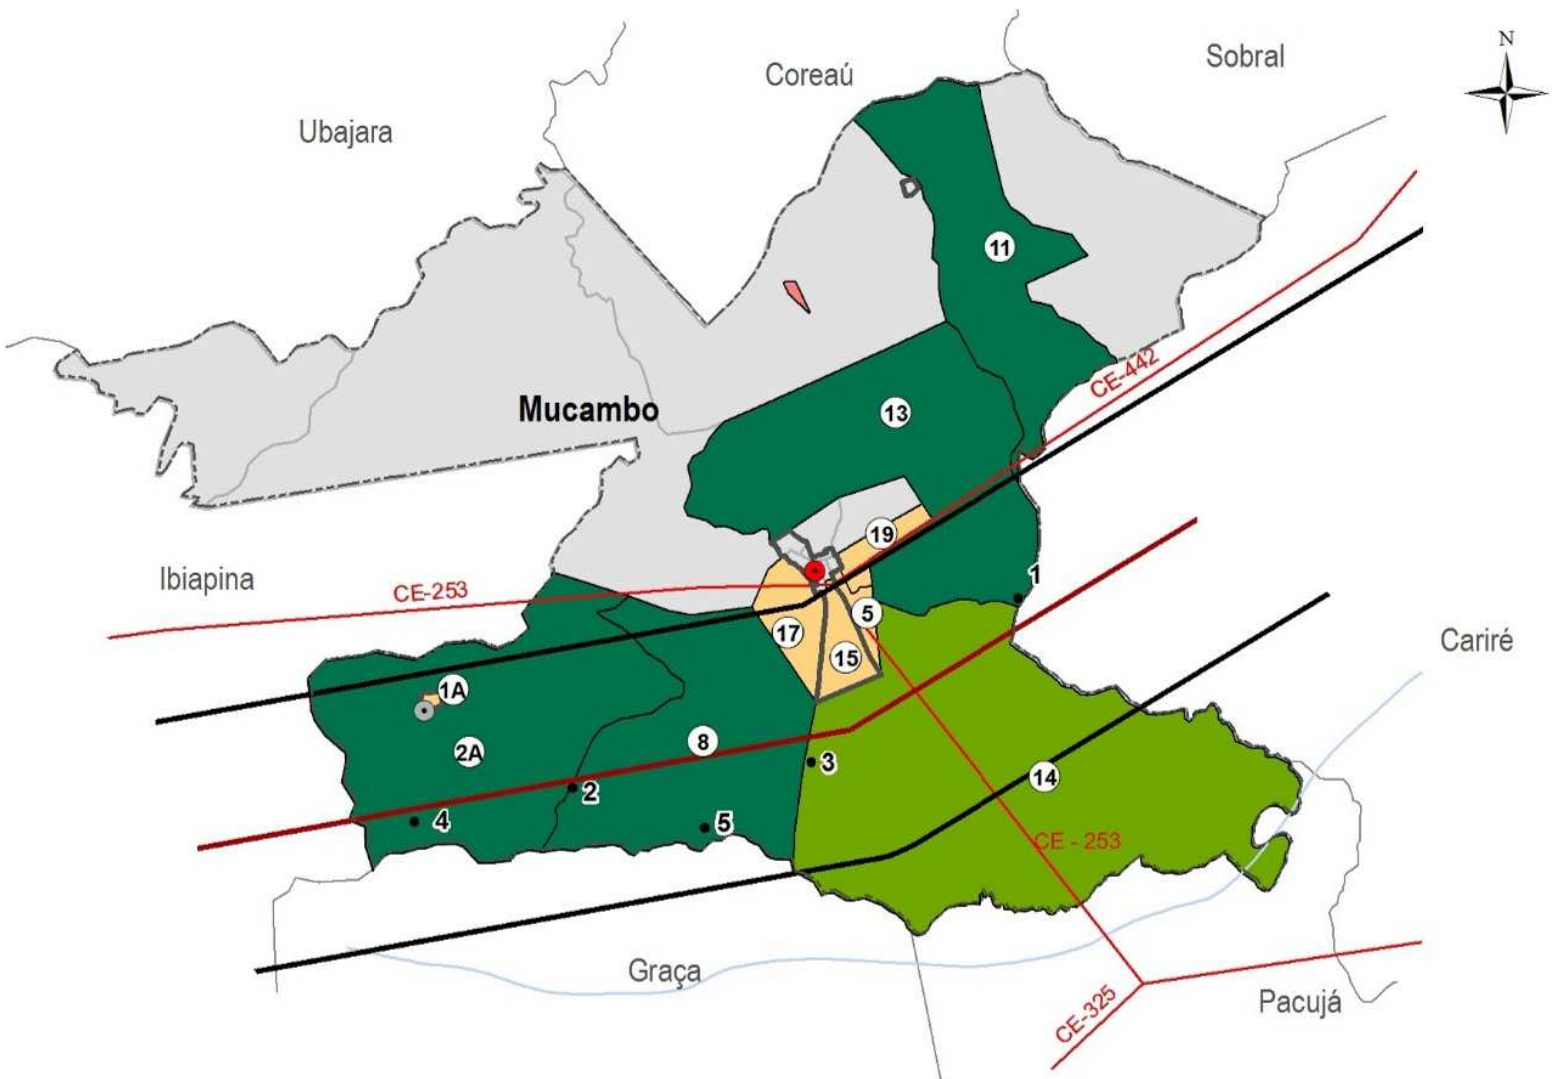 N
Sobral
Coreaú
Ubajara
11
CE-442
Mucambo
13
19
Ibiapina
CE-253
1
5
17
15
Cariré
1A
8
2A
3
14
2
4
5
CE - 253
Graça
Pacujá
CE-325